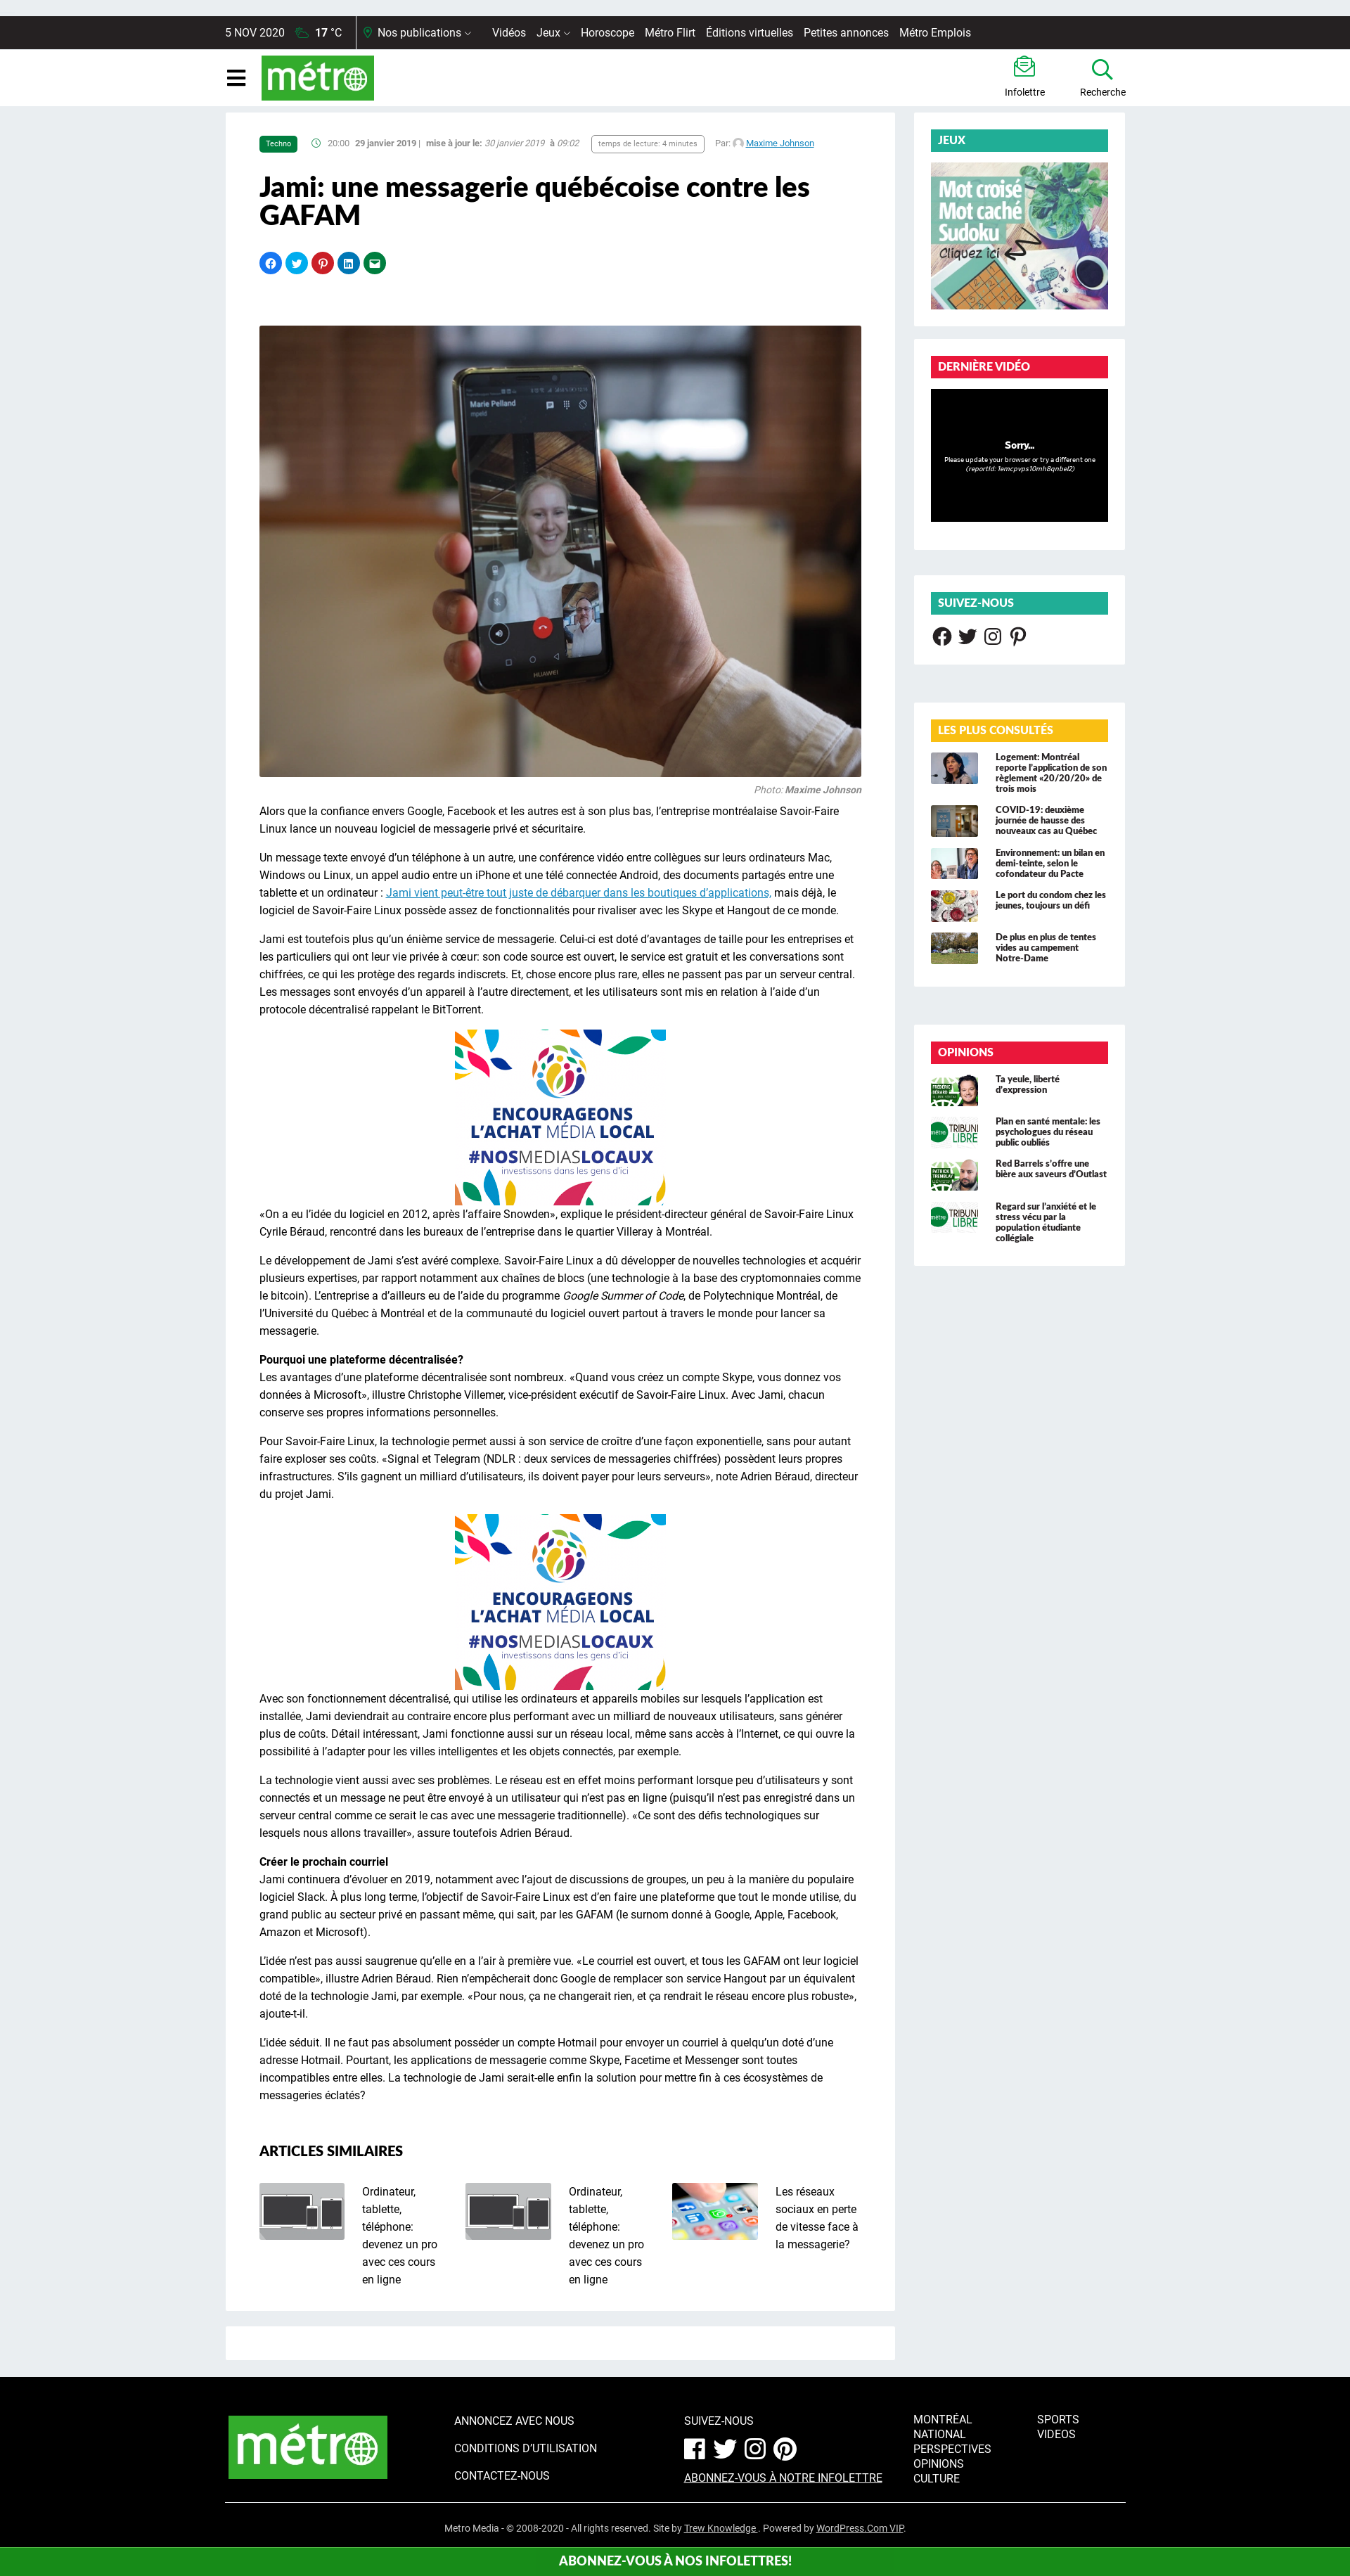 5 NOV 2020 17 °C Nos publications Vidéos Jeux Horoscope Métro Flirt Éditions virtuelles Petites annonces Métro Emplois
métro
Infolettre
Recherche
Techno 20:00 29 janvier 2019 | mise à jour le: 30 janvier 2019 à 09:02 temps de lecture: 4 minutes Par: Maxime Johnson
Jami: une messagerie québécoise contre les
GAFAM
Marie Pelland
HUAWEI
Photo: Maxime Johnson
Alors que la confiance envers Google, Facebook et les autres est à son plus bas, l’entreprise montréalaise Savoir-Faire
Linux lance un nouveau logiciel de messagerie privé et sécuritaire.
Un message texte envoyé d’un téléphone à un autre, une conférence vidéo entre collègues sur leurs ordinateurs Mac,
Windows ou Linux, un appel audio entre un iPhone et une télé connectée Android, des documents partagés entre une
tablette et un ordinateur : Jami vient peut-être tout juste de débarquer dans les boutiques d’applications, mais déjà, le
logiciel de Savoir-Faire Linux possède assez de fonctionnalités pour rivaliser avec les Skype et Hangout de ce monde.
Jami est toutefois plus qu’un énième service de messagerie. Celui-ci est doté d’avantages de taille pour les entreprises et
les particuliers qui ont leur vie privée à cœur: son code source est ouvert, le service est gratuit et les conversations sont
chiffrées, ce qui les protège des regards indiscrets. Et, chose encore plus rare, elles ne passent pas par un serveur central.
Les messages sont envoyés d’un appareil à l’autre directement, et les utilisateurs sont mis en relation à l’aide d’un
protocole décentralisé rappelant le BitTorrent.
ENCOURAGEONS
L’ACHAT MÉDIA LOCAL
#NOSMEDIASLOCAUX
investissons dans les gens d’ici
«On a eu l’idée du logiciel en 2012, après l’affaire Snowden», explique le président-directeur général de Savoir-Faire Linux
Cyrile Béraud, rencontré dans les bureaux de l’entreprise dans le quartier Villeray à Montréal.
Le développement de Jami s’est avéré complexe. Savoir-Faire Linux a dû développer de nouvelles technologies et acquérir
plusieurs expertises, par rapport notamment aux chaînes de blocs (une technologie à la base des cryptomonnaies comme
le bitcoin). L’entreprise a d’ailleurs eu de l’aide du programme Google Summer of Code, de Polytechnique Montréal, de
l’Université du Québec à Montréal et de la communauté du logiciel ouvert partout à travers le monde pour lancer sa
messagerie.
Pourquoi une plateforme décentralisée?
Les avantages d’une plateforme décentralisée sont nombreux. «Quand vous créez un compte Skype, vous donnez vos
données à Microsoft», illustre Christophe Villemer, vice-président exécutif de Savoir-Faire Linux. Avec Jami, chacun
conserve ses propres informations personnelles.
Pour Savoir-Faire Linux, la technologie permet aussi à son service de croître d’une façon exponentielle, sans pour autant
faire exploser ses coûts. «Signal et Telegram (NDLR : deux services de messageries chiffrées) possèdent leurs propres
infrastructures. S’ils gagnent un milliard d’utilisateurs, ils doivent payer pour leurs serveurs», note Adrien Béraud, directeur
du projet Jami.
ENCOURAGEONS
L’ACHAT MÉDIA LOCAL
#NOSMEDIASLOCAUX
investissons dans les gens d’ici
Avec son fonctionnement décentralisé, qui utilise les ordinateurs et appareils mobiles sur lesquels l’application est
installée, Jami deviendrait au contraire encore plus performant avec un milliard de nouveaux utilisateurs, sans générer
plus de coûts. Détail intéressant, Jami fonctionne aussi sur un réseau local, même sans accès à l’Internet, ce qui ouvre la
possibilité à l’adapter pour les villes intelligentes et les objets connectés, par exemple.
La technologie vient aussi avec ses problèmes. Le réseau est en effet moins performant lorsque peu d’utilisateurs y sont
connectés et un message ne peut être envoyé à un utilisateur qui n’est pas en ligne (puisqu’il n’est pas enregistré dans un
serveur central comme ce serait le cas avec une messagerie traditionnelle). «Ce sont des défis technologiques sur
lesquels nous allons travailler», assure toutefois Adrien Béraud.
Créer le prochain courriel
Jami continuera d’évoluer en 2019, notamment avec l’ajout de discussions de groupes, un peu à la manière du populaire
logiciel Slack. À plus long terme, l’objectif de Savoir-Faire Linux est d’en faire une plateforme que tout le monde utilise, du
grand public au secteur privé en passant même, qui sait, par les GAFAM (le surnom donné à Google, Apple, Facebook,
Amazon et Microsoft).
L’idée n’est pas aussi saugrenue qu’elle en a l’air à première vue. «Le courriel est ouvert, et tous les GAFAM ont leur logiciel
compatible», illustre Adrien Béraud. Rien n’empêcherait donc Google de remplacer son service Hangout par un équivalent
doté de la technologie Jami, par exemple. «Pour nous, ça ne changerait rien, et ça rendrait le réseau encore plus robuste»,
ajoute-t-il.
L’idée séduit. Il ne faut pas absolument posséder un compte Hotmail pour envoyer un courriel à quelqu’un doté d’une
adresse Hotmail. Pourtant, les applications de messagerie comme Skype, Facetime et Messenger sont toutes
incompatibles entre elles. La technologie de Jami serait-elle enfin la solution pour mettre fin à ces écosystèmes de
messageries éclatés?
ARTICLES SIMILAIRES
Ordinateur,
tablette,
téléphone:
devenez un pro
avec ces cours
en ligne
Ordinateur,
tablette,
téléphone:
devenez un pro
avec ces cours
en ligne
Les réseaux
sociaux en perte
de vitesse face à
la messagerie?
JEUX
Mot croisé
Mot caché
Sudoku
Cliquez ici
DERNIÈRE VIDÉO
Sorry...
Please update your browser or try a different one
(reportId: 1emcpvps10mh8qnbel2)
SUIVEZ-NOUS
LES PLUS CONSULTÉS
Logement: Montréal
reporte l’application de son
règlement «20/20/20» de
trois mois
COVID-19: deuxième
journée de hausse des
nouveaux cas au Québec
Environnement: un bilan en
demi-teinte, selon le
cofondateur du Pacte
Le port du condom chez les
jeunes, toujours un défi
De plus en plus de tentes
vides au campement
Notre-Dame
OPINIONS
FRÉDÉRIC
BÉRARD
Ta yeule, liberté
d’expression
métro
TRIBUNE
LIBRE
Plan en santé mentale: les
psychologues du réseau
public oubliés
PATRICK
TREMBLAY
Red Barrels s’offre une
bière aux saveurs d’Outlast
métro
TRIBUNE
LIBRE
Regard sur l’anxiété et le
stress vécu par la
population étudiante
collégiale
métro
ANNONCEZ AVEC NOUS
CONDITIONS D’UTILISATION
CONTACTEZ-NOUS
SUIVEZ-NOUS
ABONNEZ-VOUS À NOTRE INFOLETTRE
MONTRÉAL
NATIONAL
PERSPECTIVES
OPINIONS
CULTURE
SPORTS
VIDEOS
Metro Media - © 2008-2020 - All rights reserved. Site by Trew Knowledge . Powered by WordPress.Com VIP.
ABONNEZ-VOUS À NOS INFOLETTRES!